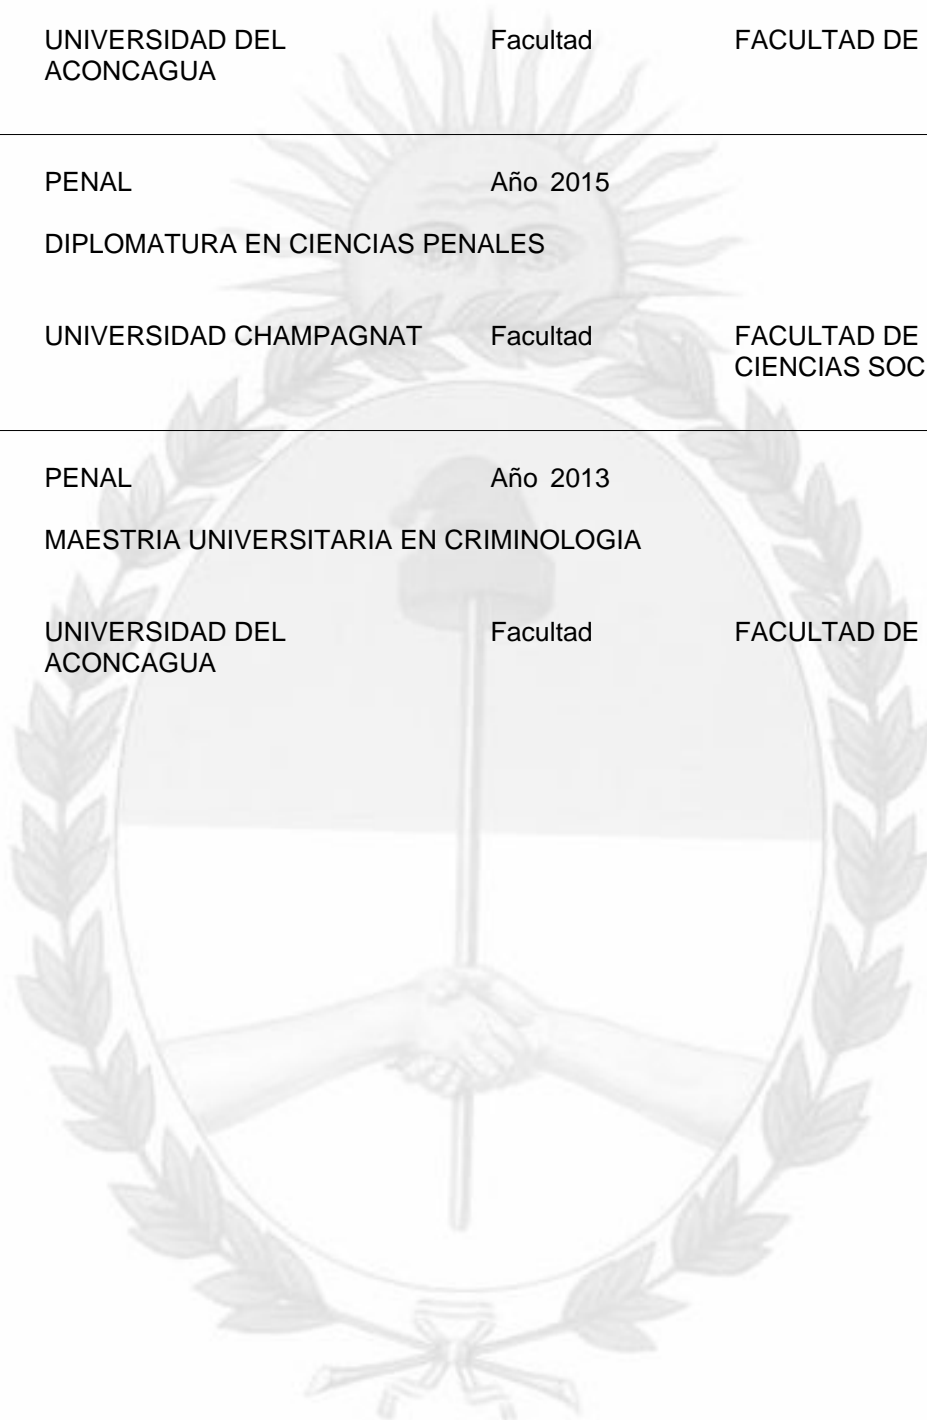 UNIVERSIDAD DEL Facultad FACULTAD DE
ACONCAGUA
PENAL Año 2015
DIPLOMATURA EN CIENCIAS PENALES
UNIVERSIDAD CHAMPAGNAT Facultad FACULTAD DE
CIENCIAS SOC
PENAL Año 2013
MAESTRIA UNIVERSITARIA EN CRIMINOLOGIA
UNIVERSIDAD DEL Facultad FACULTAD DE
ACONCAGUA